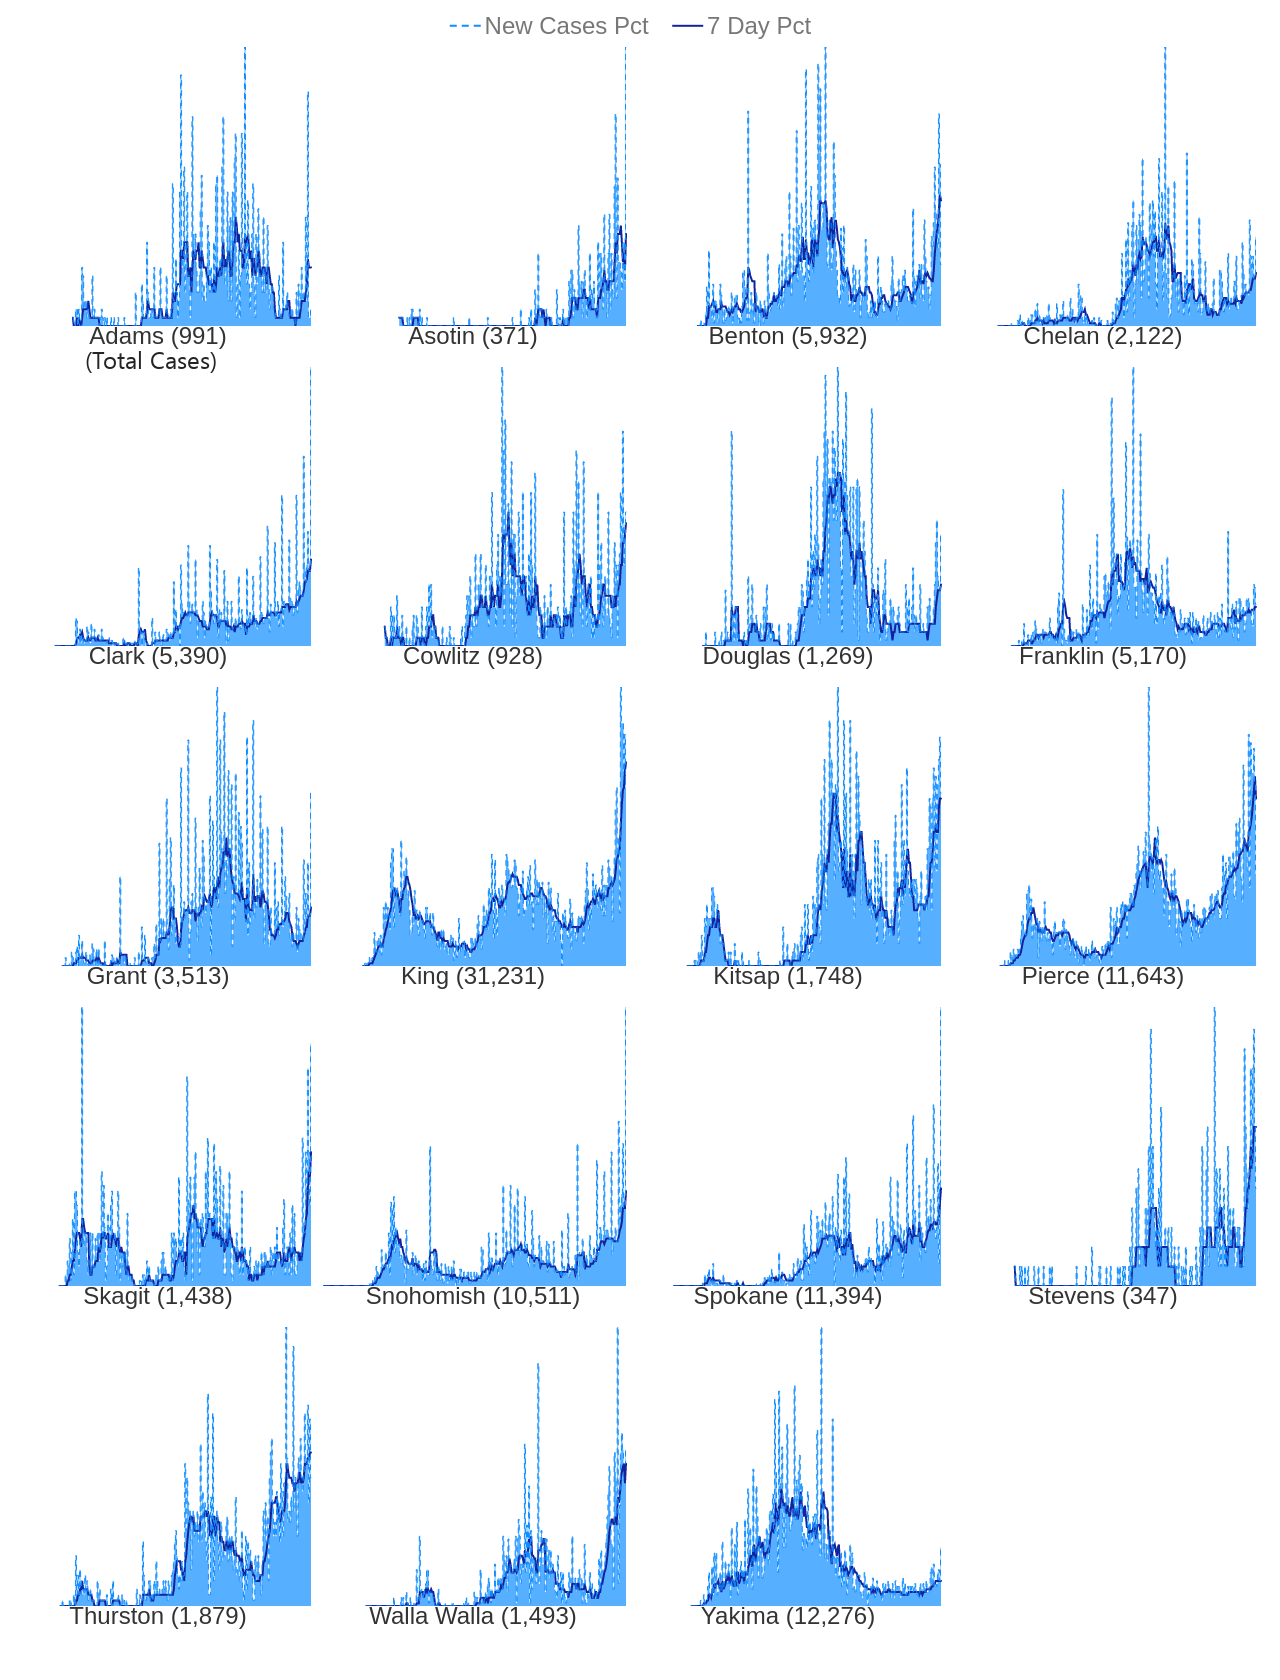 New Cases Pct 7 Day Pct
Adams (991) Asotin (371) Benton (5,932) Chelan (2,122)
(Total Cases)
Clark (5,390) Cowlitz (928) Douglas (1,269) Franklin (5,170)
Grant (3,513) King (31,231) Kitsap (1,748) Pierce (11,643)
Skagit (1,438) Snohomish (10,511) Spokane (11,394) Stevens (347)
Thurston (1,879) Walla Walla (1,493) Yakima (12,276)